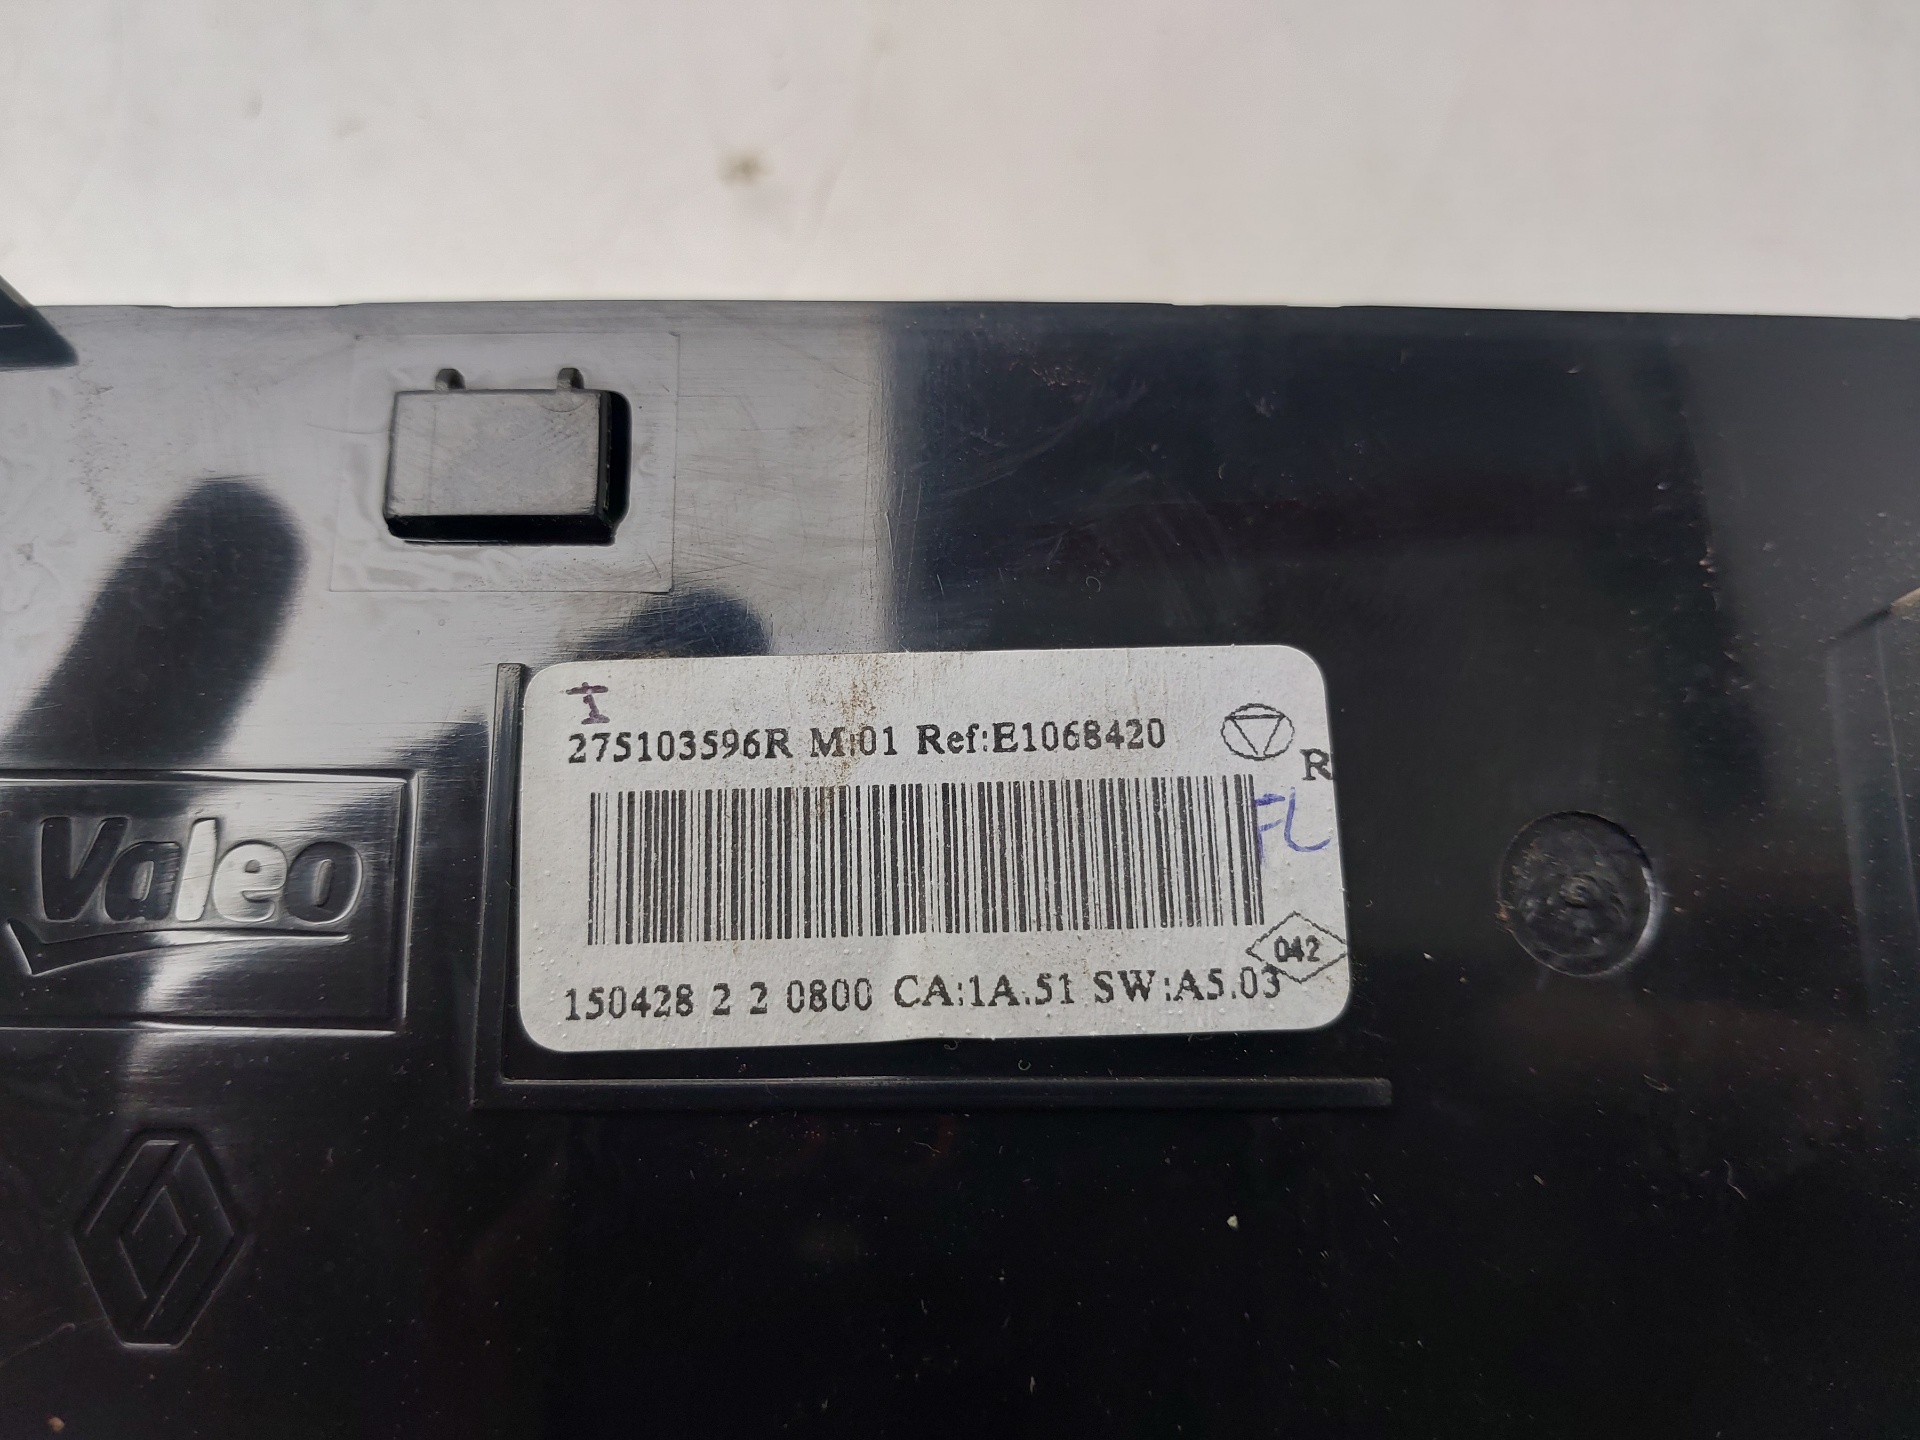 I
275103596R M:01 Ref:E1068420
R
FL
Valeo
042
150428 2 2 0800 CA:1A.51 SW:A5.03